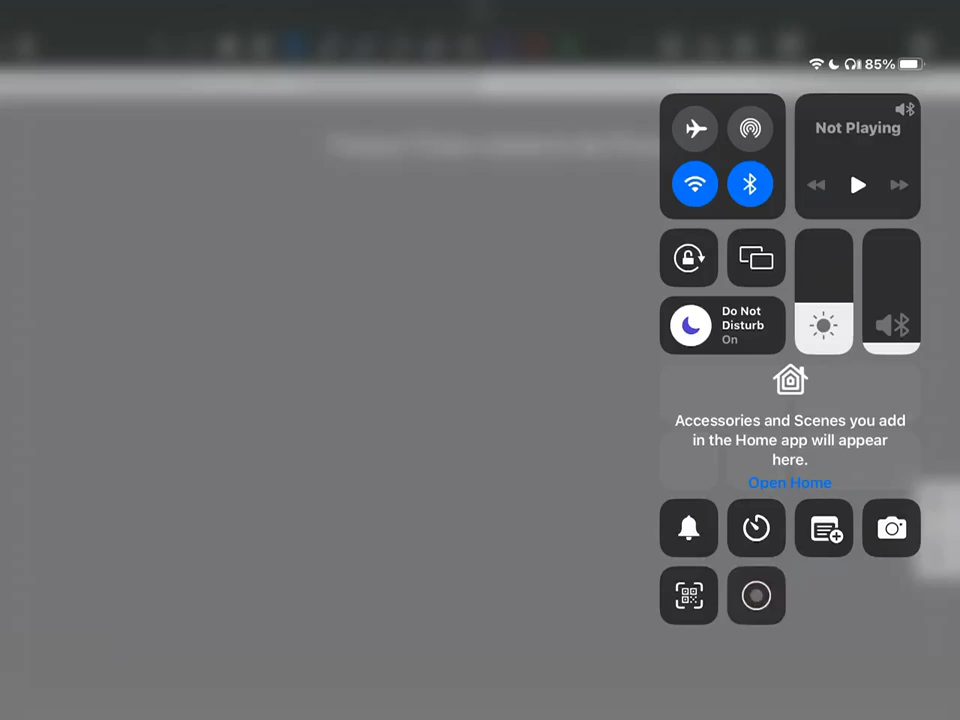 85%
Not Playing
Do Not
Disturb
On
Accessories and Scenes you add
in the Home app will appear
here.
Open Home